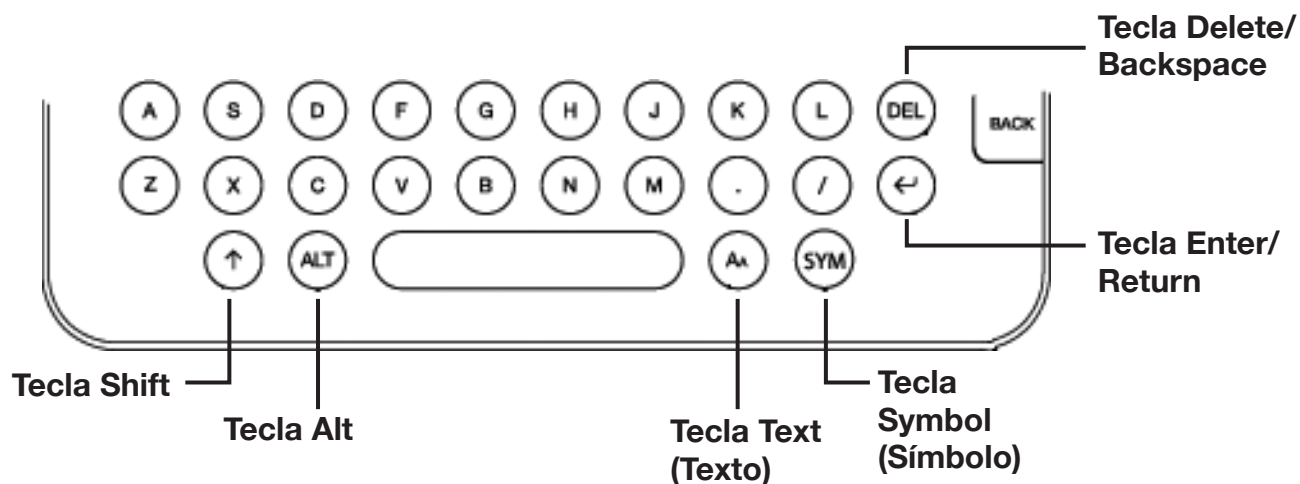 Tecla Delete/
Backspace
A S D F G H J K L DEL BACK
Z X C V B N M . /
Tecla Enter/
Return
↑ ALT AA SYM
Tecla Shift
Tecla Alt
Tecla Text
(Texto)
Tecla
Symbol
(Símbolo)